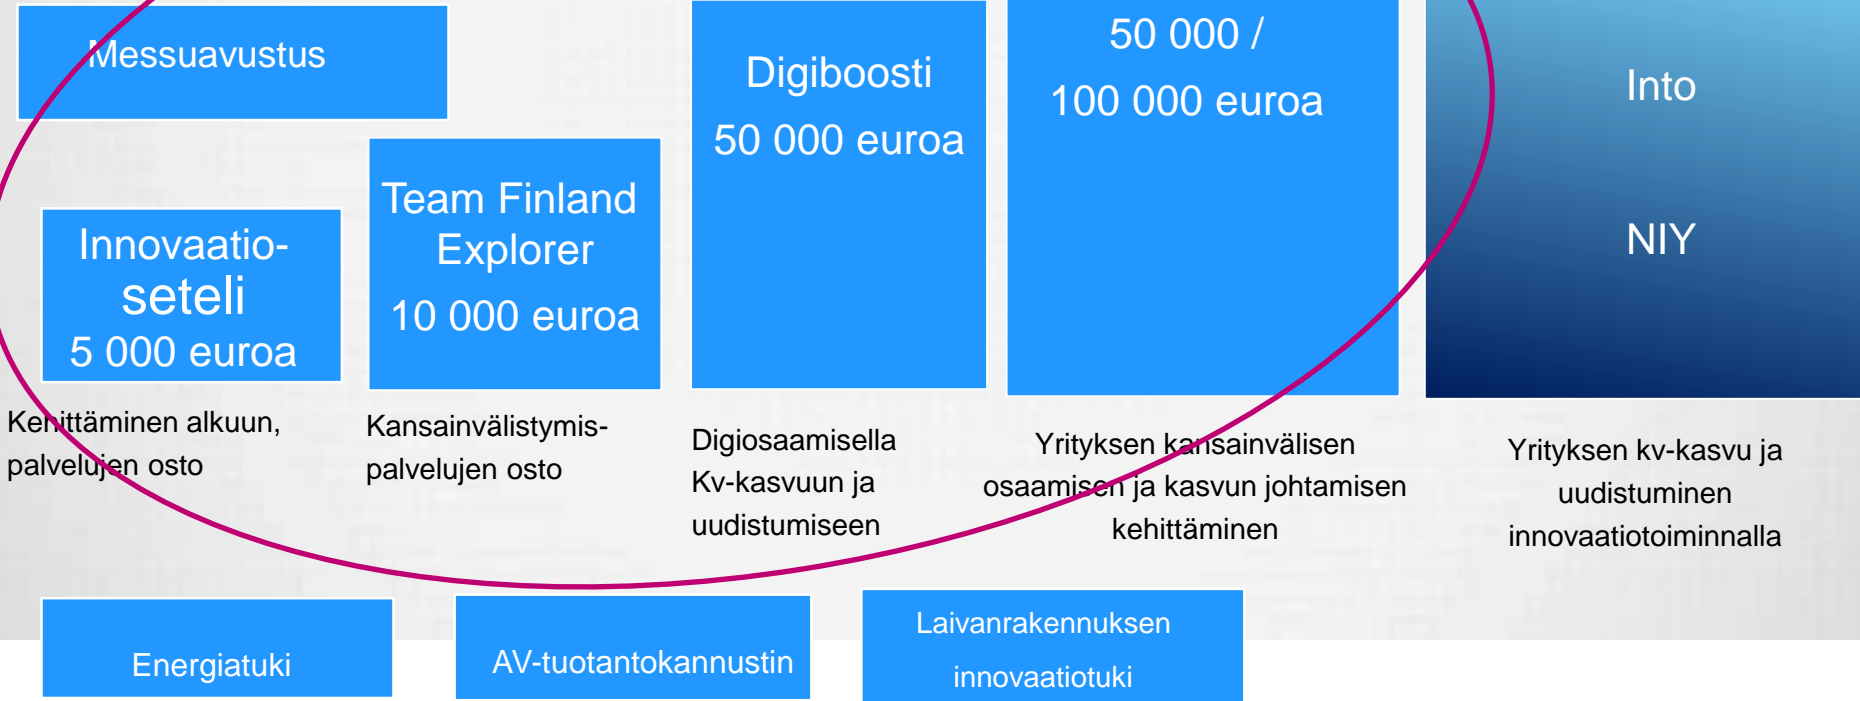 Messuavustus
Innovaatio-
seteli
5 000 euroa
Kehittäminen alkuun,
palvelujen osto
Team Finland
Explorer
10 000 euroa
Kansainvälistymis-
palvelujen osto
Digiboosti
50 000 euroa
Digiosaamisella
Kv-kasvuun ja
uudistumiseen
50 000 /
100 000 euroa
Yrityksen kansainvälisen
osaamisen ja kasvun johtamisen
kehittäminen
Into
NIY
Yrityksen kv-kasvu ja
uudistuminen
innovaatiotoiminnalla
Energiatuki
AV-tuotantokannustin
Laivanrakennuksen
innovaatiotuki